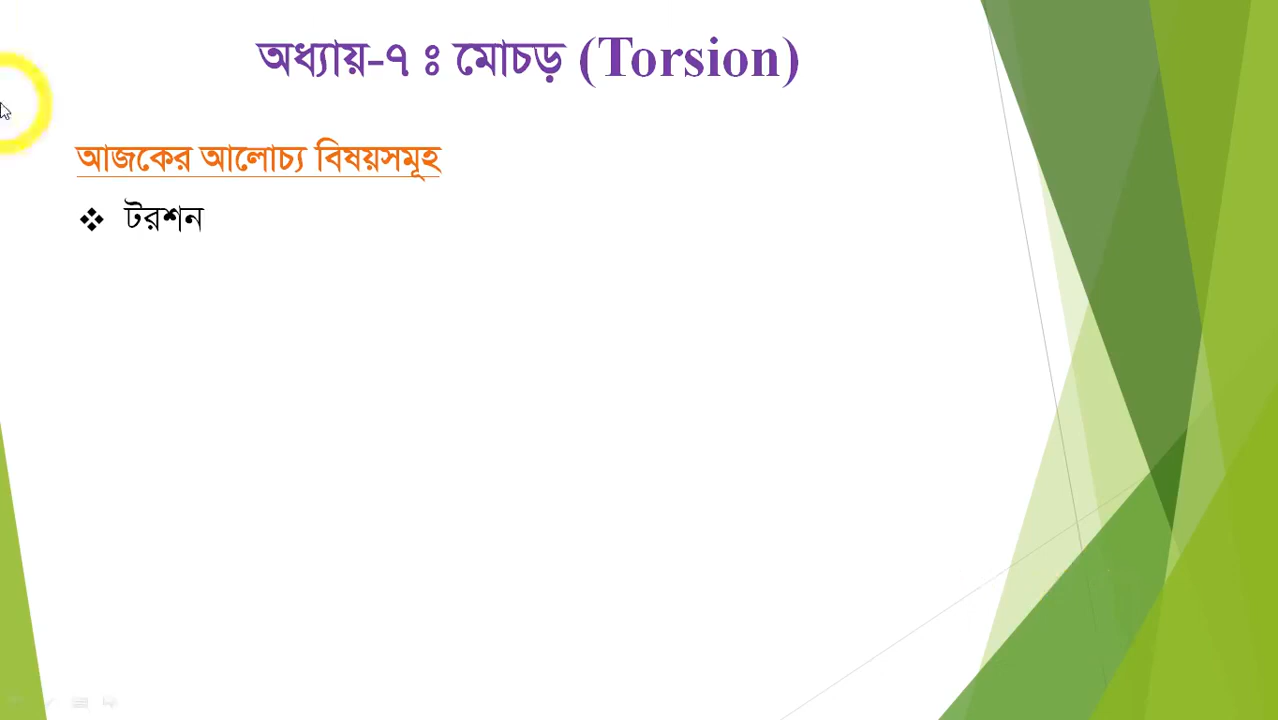 অধ্যায়-৭ ঃ মোচড় (Torsion)
আজকের আলোচ্য বিষয়সমূহ
❖ টরশন